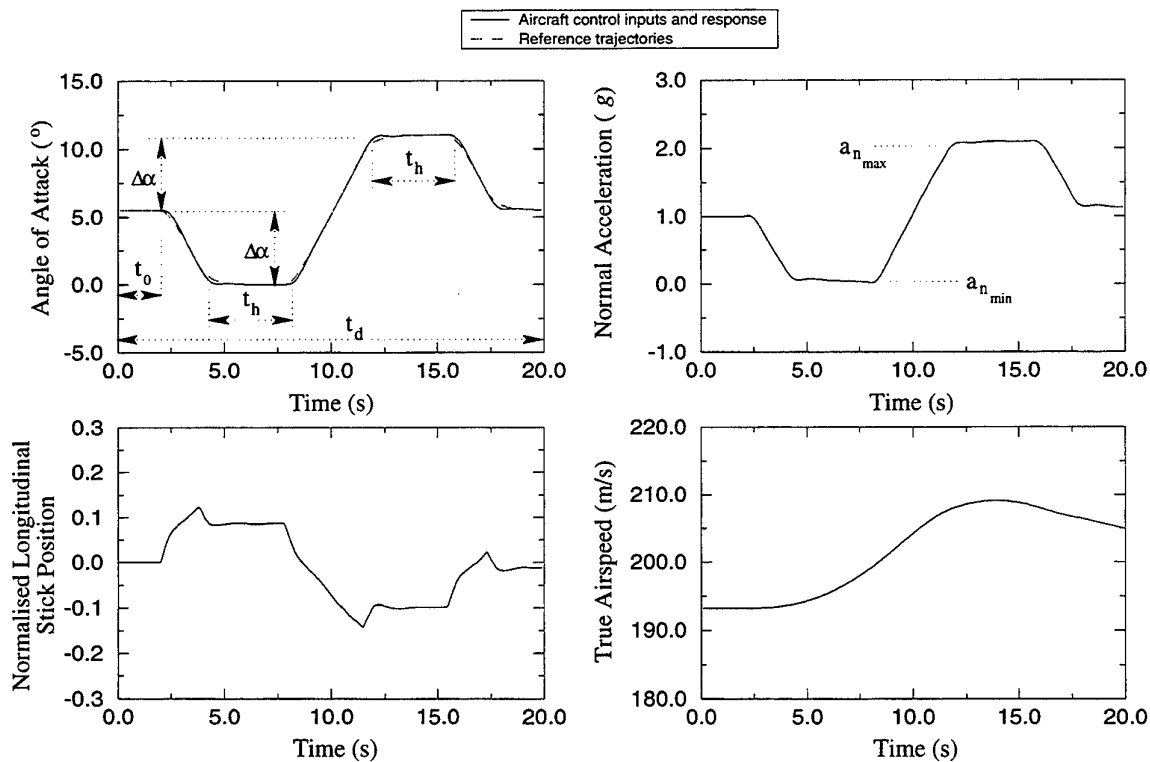 Aircraft control inputs and response
Reference trajectories
15.0
10.0
5.0
0.0
-5.0
Angle of Attack (°)
Δα
Δα
t0
th
th
td
0.0 5.0 10.0 15.0 20.0
Time (s)
3.0
2.0
1.0
0.0
-1.0
Normal Acceleration (g)
an max
an min
0.0 5.0 10.0 15.0 20.0
Time (s)
0.3
0.2
0.1
0.0
-0.1
-0.2
-0.3
Normalised Longitudinal
Stick Position
0.0 5.0 10.0 15.0 20.0
Time (s)
220.0
210.0
200.0
190.0
180.0
True Airspeed (m/s)
0.0 5.0 10.0 15.0 20.0
Time (s)